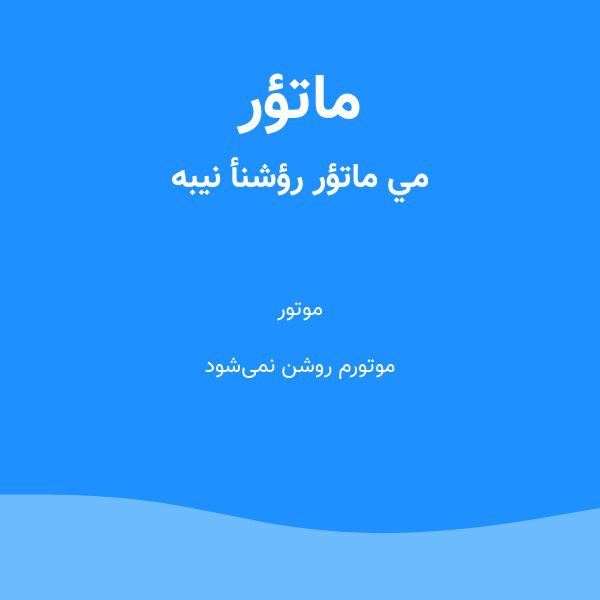 ماتؤر
مي ماتؤر رؤشنأ نيبه
موتور
موتورم روشن نمی‌شود